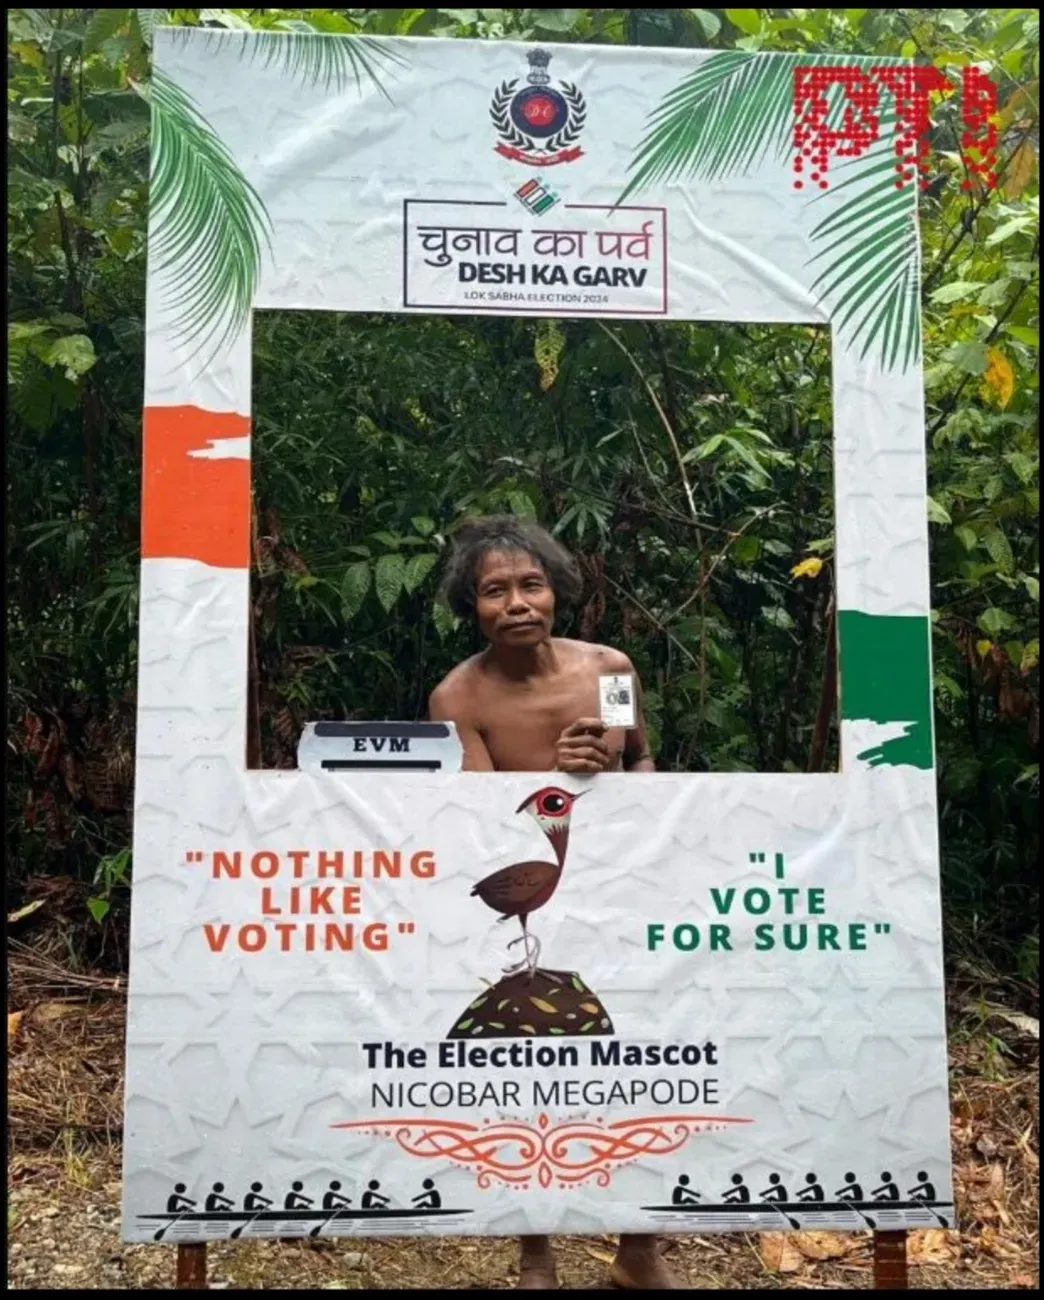 PTI
चुनाव का पर्व
DESH KA GARV
LOK SABHA ELECTION 2024
EVM
"NOTHING
LIKE
VOTING"
"I
VOTE
FOR SURE"
The Election Mascot
NICOBAR MEGAPODE